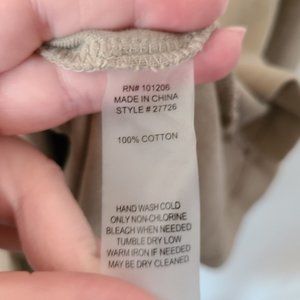 RN# 101206
MADE IN CHINA
STYLE # 27726
100% COTTON
HAND WASH COLD
ONLY NON-CHLORINE
BLEACH WHEN NEEDED
TUMBLE DRY LOW
WARM IRON IF NEEDED
MAY BE DRY CLEANED